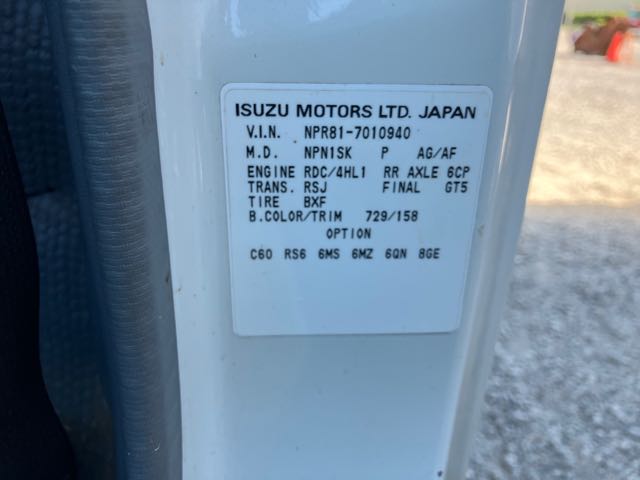 ISUZU MOTORS LTD. JAPAN
V.I.N. NPR81-7010940
M.D. NPN1SK P AG/AF
ENGINE RDC/4HL1 RR AXLE 6CP
TRANS. RSJ FINAL GT5
TIRE BXF
B.COLOR/TRIM 729/158
OPTION
C60 RS6 6MS 6MZ 6QN 8GE